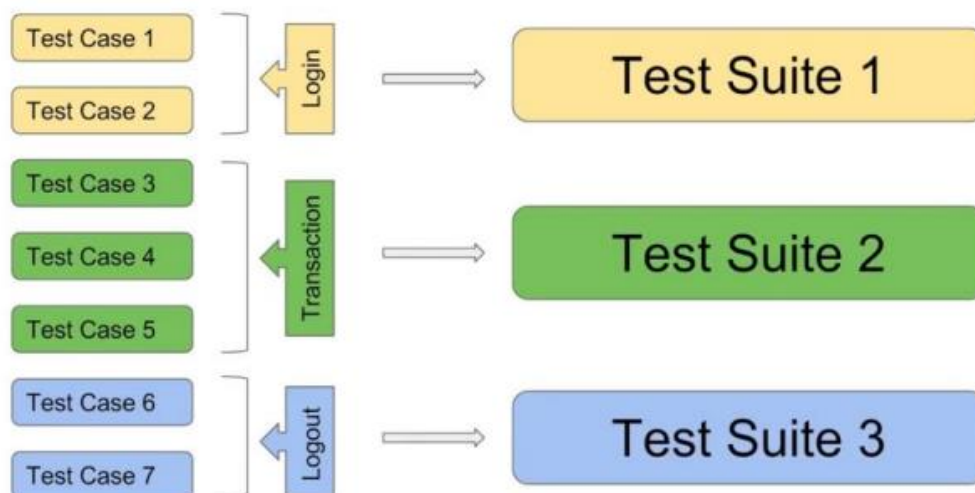 Test Case 1
Test Case 2
Login
Test Suite 1
Test Case 3
Test Case 4
Test Case 5
Transaction
Test Suite 2
Test Case 6
Test Case 7
Logout
Test Suite 3